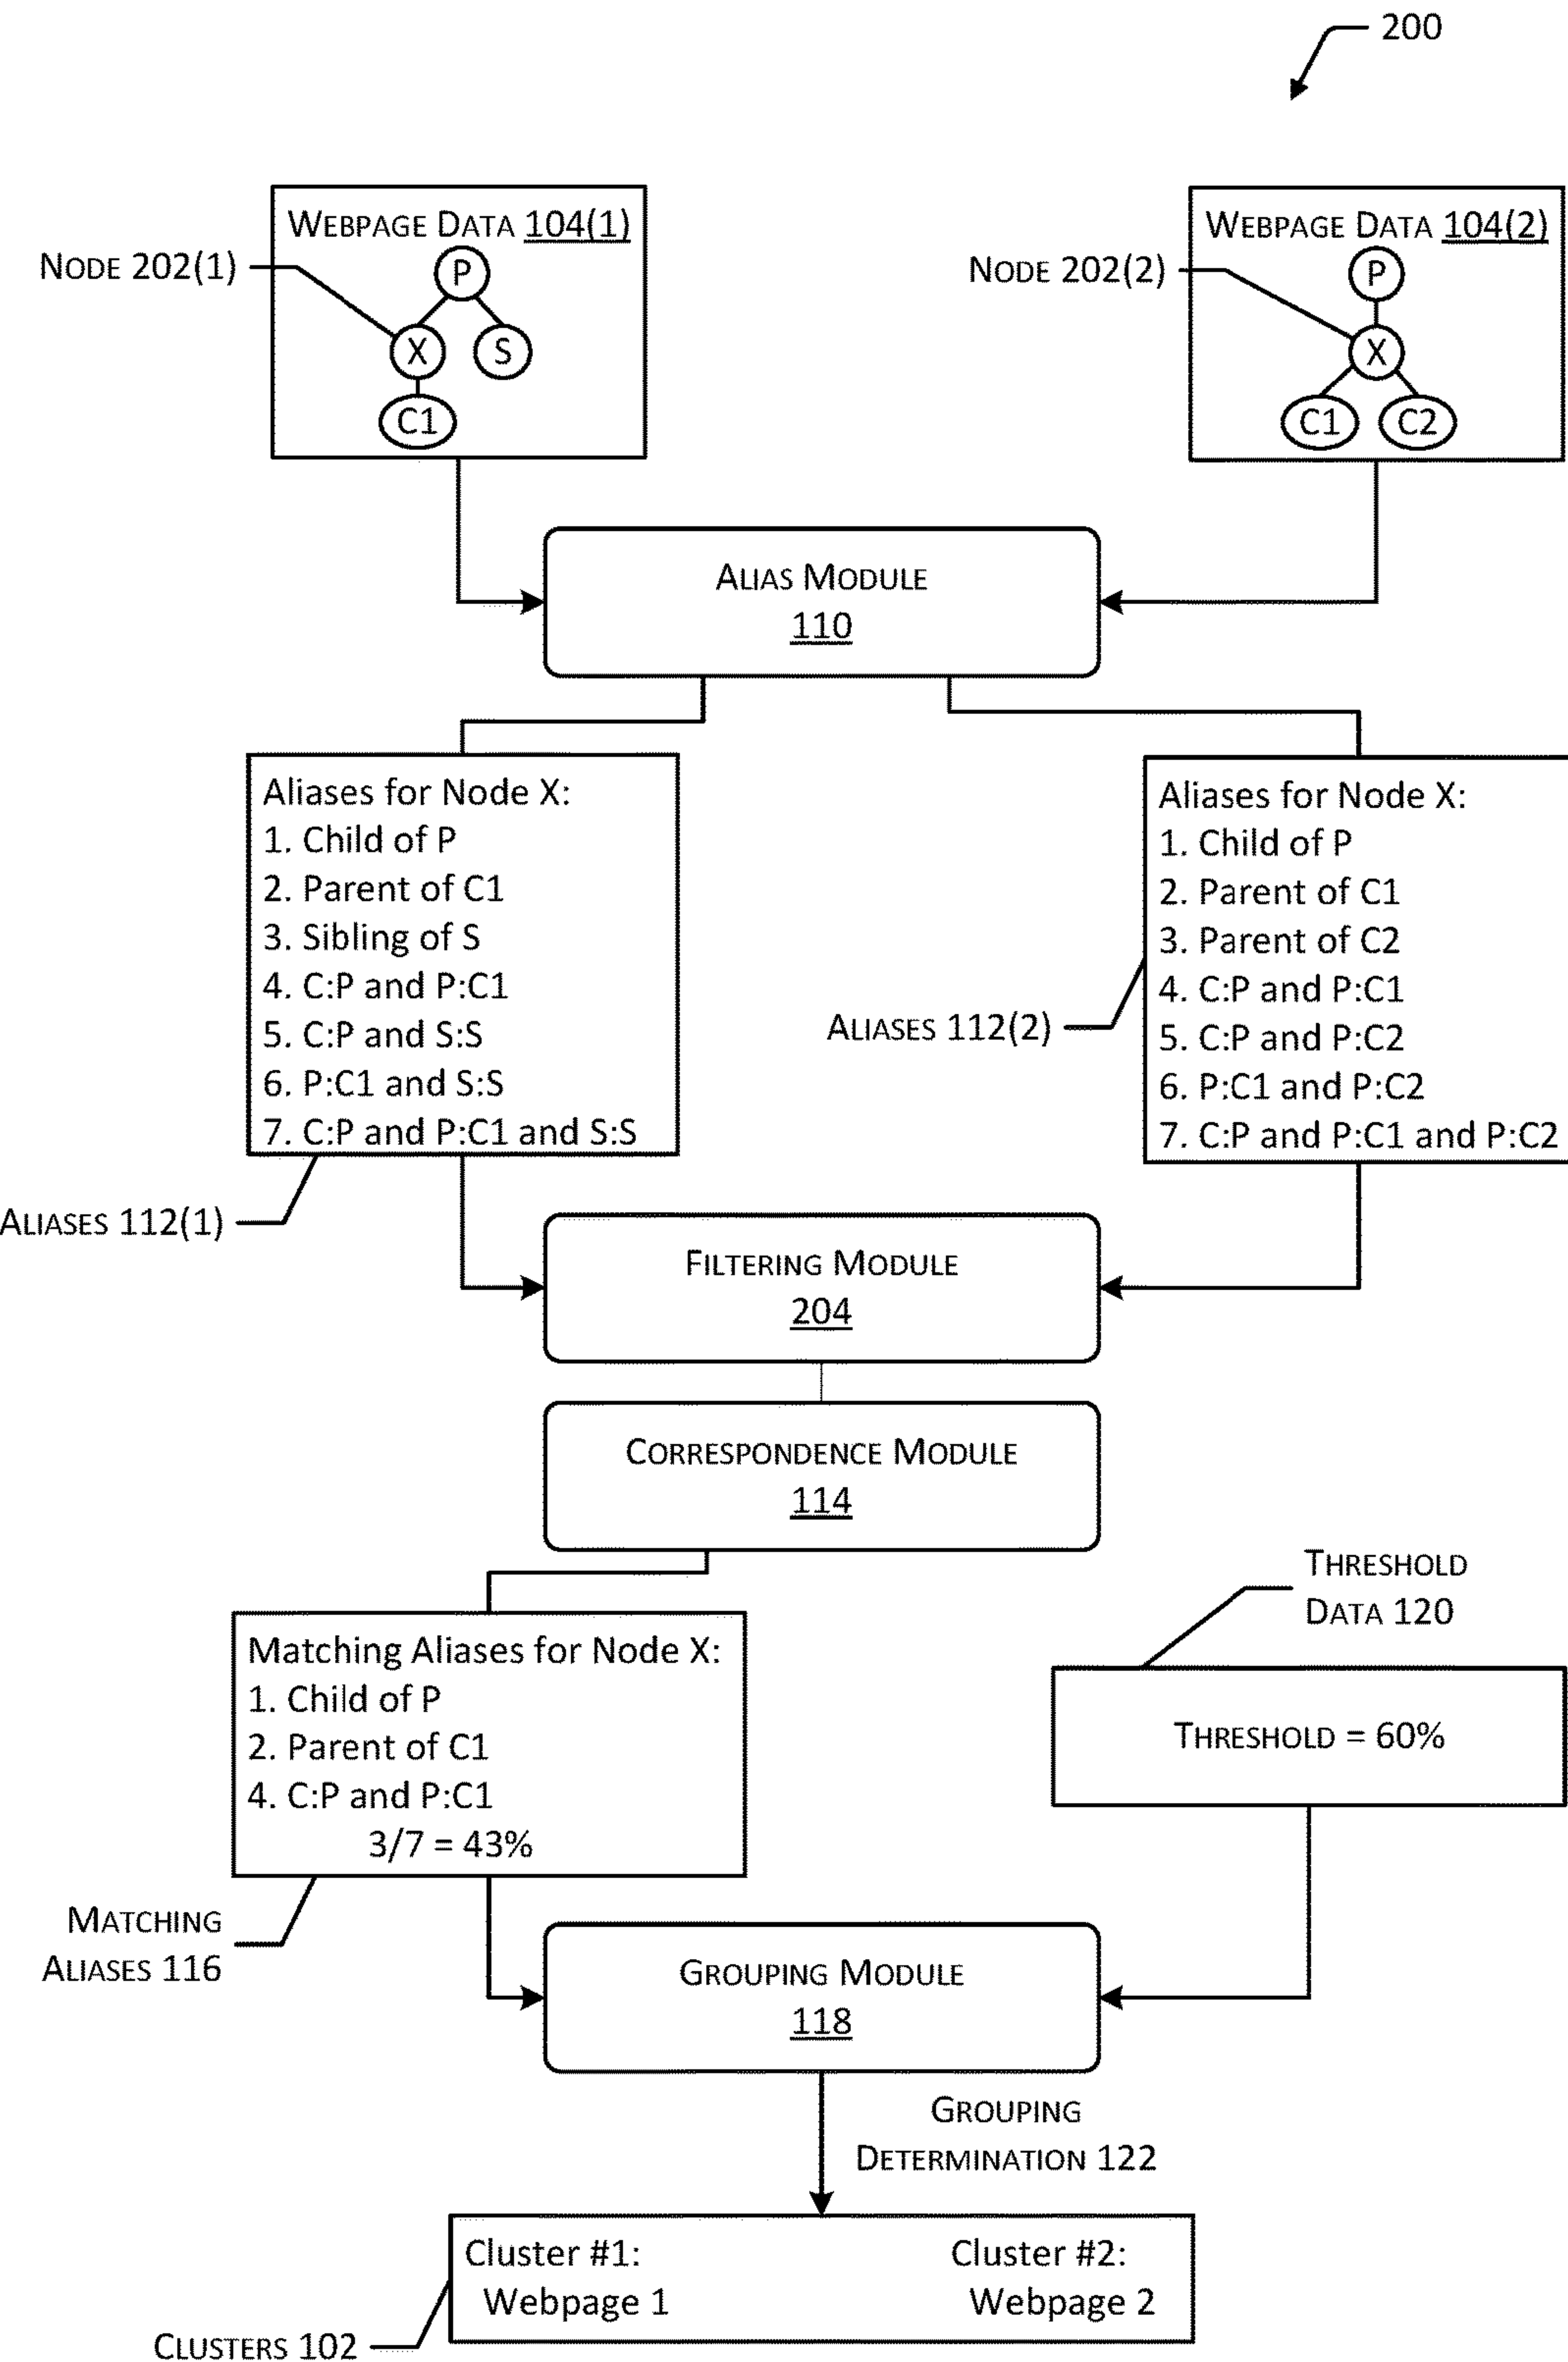 200
WEBPAGE DATA 104(1)
NODE 202(1)
P
X
S
C1
WEBPAGE DATA 104(2)
NODE 202(2)
P
X
C1
C2
ALIAS MODULE
110
Aliases for Node X:
1. Child of P
2. Parent of C1
3. Sibling of S
4. C:P and P:C1
5. C:P and S:S
6. P:C1 and S:S
7. C:P and P:C1 and S:S
ALIASES 112(1)
Aliases for Node X:
1. Child of P
2. Parent of C1
3. Parent of C2
4. C:P and P:C1
5. C:P and P:C2
6. P:C1 and P:C2
7. C:P and P:C1 and P:C2
ALIASES 112(2)
FILTERING MODULE
204
CORRESPONDENCE MODULE
114
Matching Aliases for Node X:
1. Child of P
2. Parent of C1
4. C:P and P:C1
3/7 = 43%
MATCHING
ALIASES 116
THRESHOLD
DATA 120
THRESHOLD = 60%
GROUPING MODULE
118
GROUPING
DETERMINATION 122
Cluster #1:
Webpage 1
Cluster #2:
Webpage 2
CLUSTERS 102